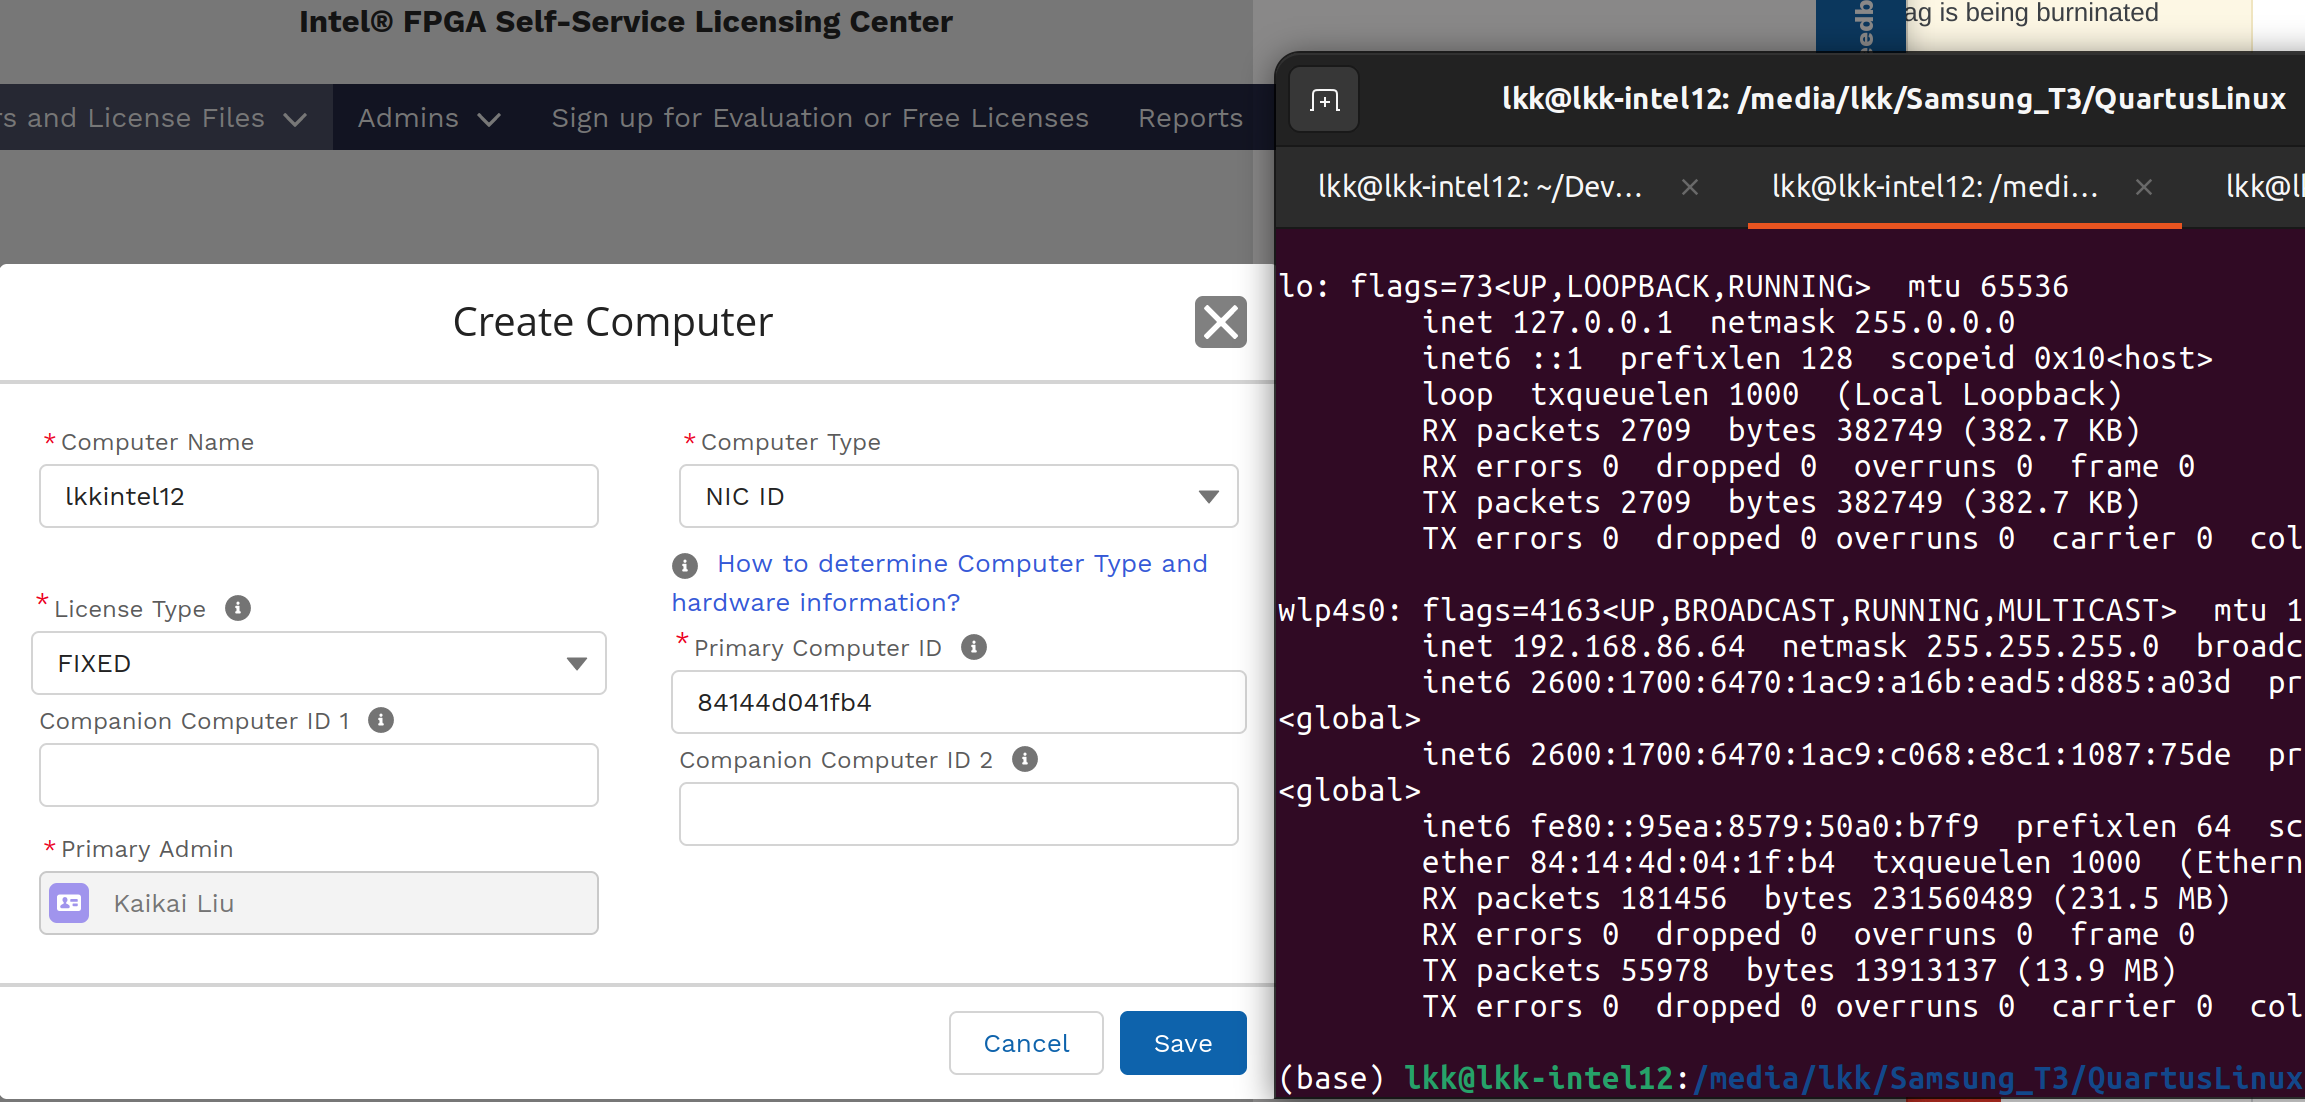 Intel® FPGA Self-Service Licensing Center
and License Files
Admins
Sign up for Evaluation or Free Licenses
Reports
Create Computer
*Computer Name
lkkintel12
*Computer Type
NIC ID
How to determine Computer Type and
hardware information?
*License Type
FIXED
*Primary Computer ID
84144d041fb4
Companion Computer ID 1
Companion Computer ID 2
*Primary Admin
Kaikai Liu
Cancel
Save
is being burninated
lkk@lkk-intel12: /media/lkk/Samsung_T3/QuartusLinux
lkk@lkk-intel12: ~/Dev...
lkk@lkk-intel12: /medi...
lo: flags=73<UP,LOOPBACK,RUNNING>  mtu 65536
inet 127.0.0.1  netmask 255.0.0.0
inet6 ::1  prefixlen 128  scopeid 0x10<host>
loop  txqueuelen 1000  (Local Loopback)
RX packets 2709  bytes 382749 (382.7 KB)
RX errors 0  dropped 0  overruns 0  frame 0
TX packets 2709  bytes 382749 (382.7 KB)
TX errors 0  dropped 0 overruns 0  carrier 0  col
wlp4s0: flags=4163<UP,BROADCAST,RUNNING,MULTICAST>  mtu 1
inet 192.168.86.64  netmask 255.255.255.0  broadc
inet6 2600:1700:6470:1ac9:a16b:ead5:d885:a03d  pr
<global>
inet6 2600:1700:6470:1ac9:c068:e8c1:1087:75de  pr
<global>
inet6 fe80::95ea:8579:50a0:b7f9  prefixlen 64  sc
ether 84:14:4d:04:1f:b4  txqueuelen 1000  (Ethern
RX packets 181456  bytes 231560489 (231.5 MB)
RX errors 0  dropped 0  overruns 0  frame 0
TX packets 55978  bytes 13913137 (13.9 MB)
TX errors 0  dropped 0 overruns 0  carrier 0  col
(base) lkk@lkk-intel12:/media/lkk/Samsung_T3/QuartusLinux